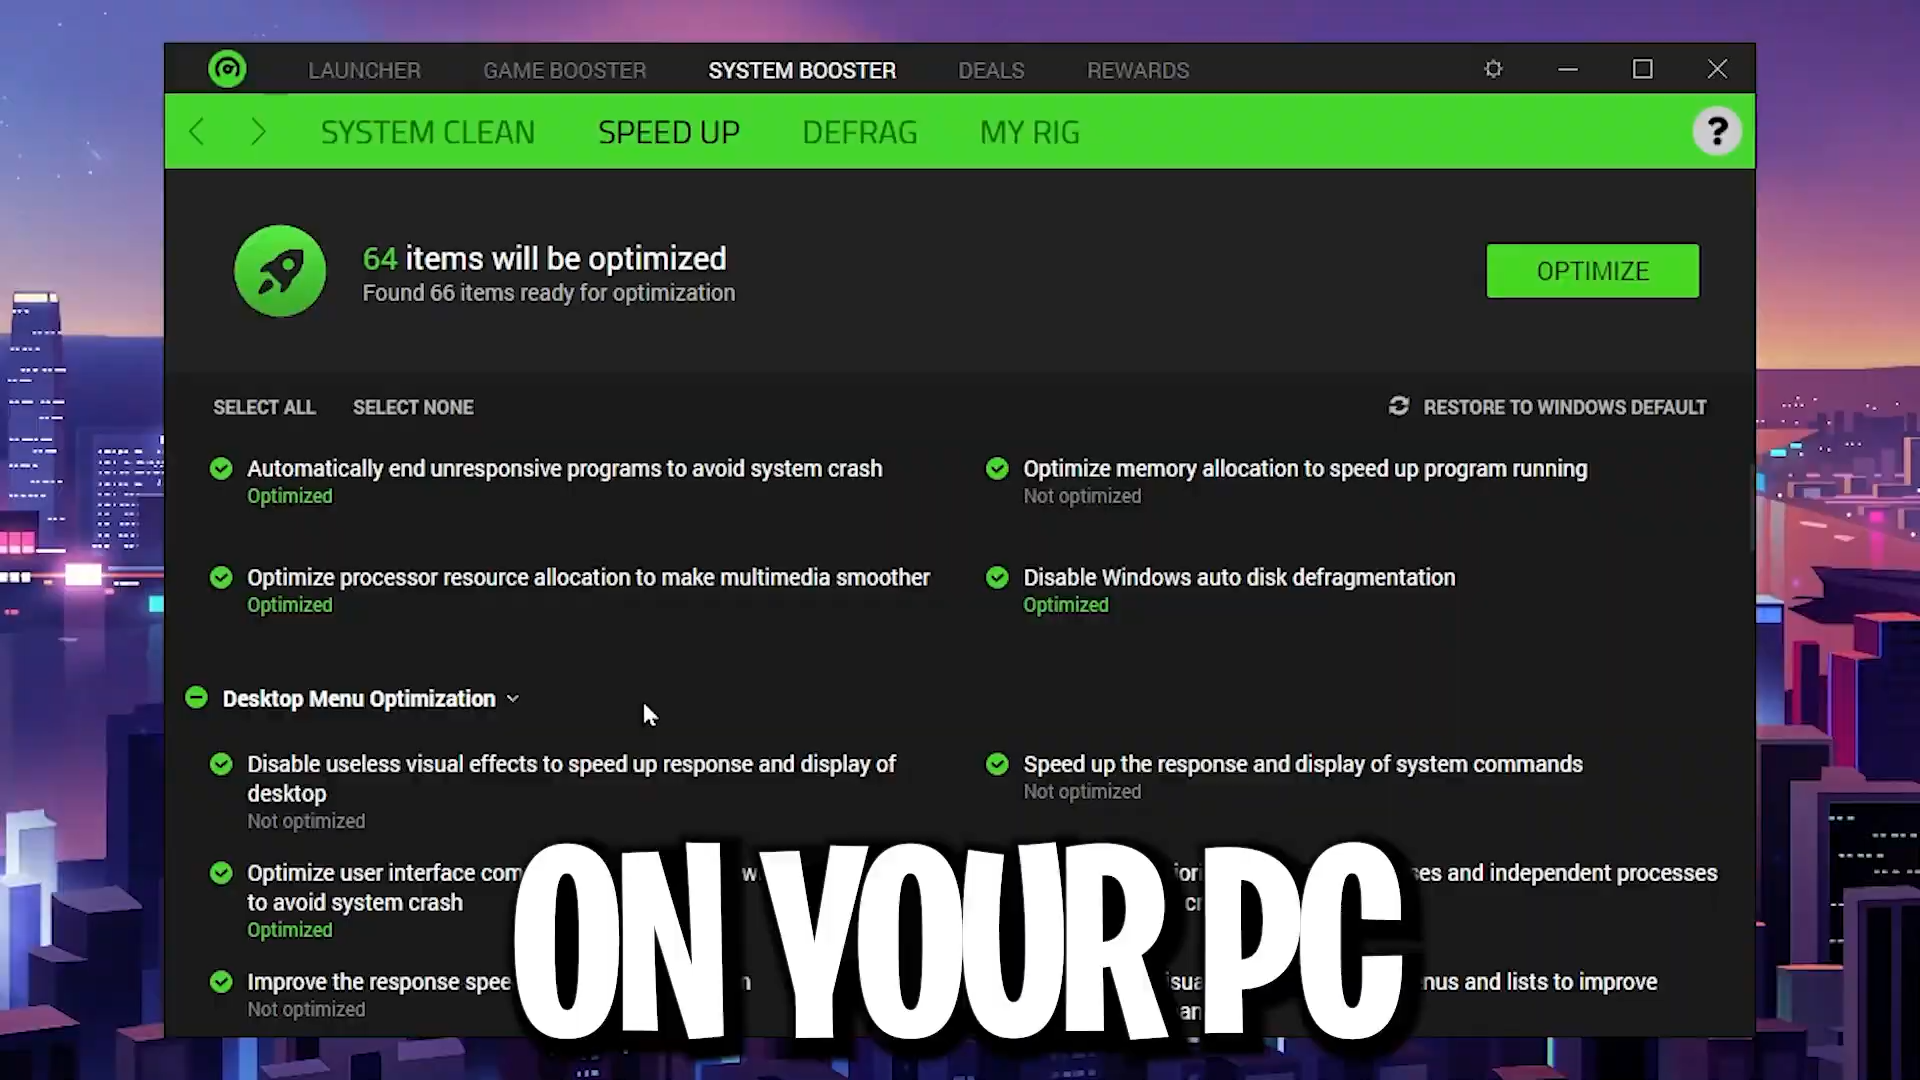 LAUNCHER GAME BOOSTER SYSTEM BOOSTER DEALS REWARDS
SYSTEM CLEAN SPEED UP DEFRAG MY RIG ?
64 items will be optimized
Found 66 items ready for optimization
OPTIMIZE
SELECT ALL SELECT NONE RESTORE TO WINDOWS DEFAULT
Automatically end unresponsive programs to avoid system crash
Optimized
Optimize memory allocation to speed up program running
Not optimized
Optimize processor resource allocation to make multimedia smoother
Optimized
Disable Windows auto disk defragmentation
Optimized
Desktop Menu Optimization
Disable useless visual effects to speed up response and display of
desktop
Not optimized
Speed up the response and display of system commands
Not optimized
Optimize user interface
to avoid system crash
Optimized
and independent processes
Improve the response
Not optimized
and lists to improve
ON YOUR PC